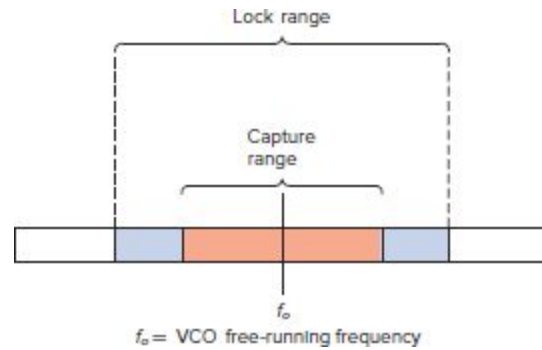 Lock range
Capture
range
fₒ
fₒ = VCO free-running frequency